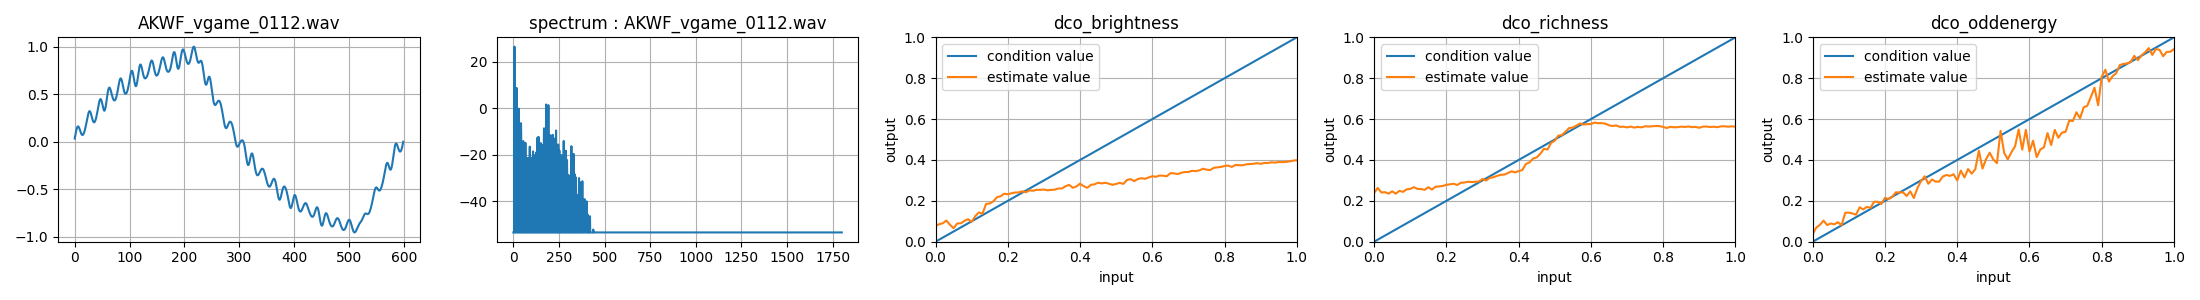 AKWF_vgame_0112.wav
1.0
0.5
0.0
−0.5
−1.0
0 100 200 300 400 500 600
spectrum : AKWF_vgame_0112.wav
20
0
−20
−40
0 250 500 750 1000 1250 1500 1750
dco_brightness
condition value
estimate value
output
1.0
0.8
0.6
0.4
0.2
0.0
0.0 0.2 0.4 0.6 0.8 1.0
input
dco_richness
condition value
estimate value
output
1.0
0.8
0.6
0.4
0.2
0.0
0.0 0.2 0.4 0.6 0.8 1.0
input
dco_oddenergy
condition value
estimate value
output
1.0
0.8
0.6
0.4
0.2
0.0
0.0 0.2 0.4 0.6 0.8 1.0
input